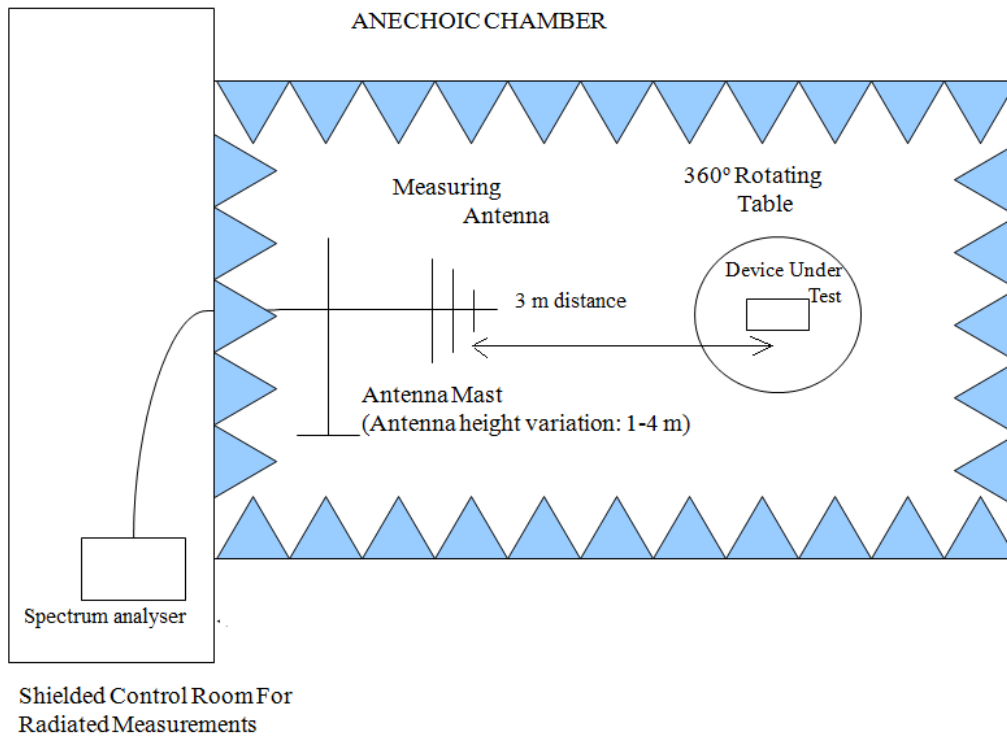 ANECHOIC CHAMBER
Measuring
Antenna
360º Rotating
Table
Device Under
Test
3 m distance
Antenna Mast
(Antenna height variation: 1-4 m)
Spectrum analyser
Shielded Control Room For
Radiated Measurements